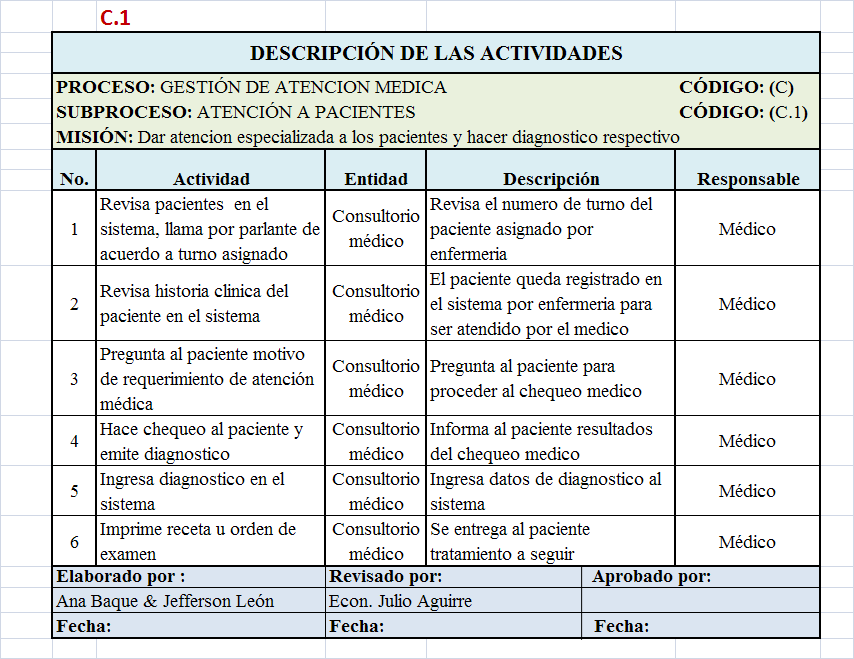 C.1
DESCRIPCIÓN DE LAS ACTIVIDADES
PROCESO: GESTIÓN DE ATENCION MEDICA CÓDIGO: (C)
SUBPROCESO: ATENCIÓN A PACIENTES CÓDIGO: (C.1)
MISIÓN: Dar atencion especializada a los pacientes y hacer diagnostico respectivo
No. Actividad Entidad Descripción Responsable
1
Revisa pacientes en el
sistema, llama por parlante de
acuerdo a turno asignado
Consultorio
médico
Revisa el numero de turno del
paciente asignado por
enfermeria
Médico
2
Revisa historia clinica del
paciente en el sistema
Consultorio
médico
El paciente queda registrado en
el sistema por enfermeria para
ser atendido por el medico
Médico
3
Pregunta al paciente motivo
de requerimiento de atención
médica
Consultorio
médico
Pregunta al paciente para
proceder al chequeo medico
Médico
4
Hace chequeo al paciente y
emite diagnostico
Consultorio
médico
Informa al paciente resultados
del chequeo medico
Médico
5
Ingresa diagnostico en el
sistema
Consultorio
médico
Ingresa datos de diagnostico al
sistema
Médico
6
Imprime receta u orden de
examen
Consultorio
médico
Se entrega al paciente
tratamiento a seguir
Médico
Elaborado por : Revisado por: Aprobado por:
Ana Baque & Jefferson León Econ. Julio Aguirre
Fecha: Fecha: Fecha: